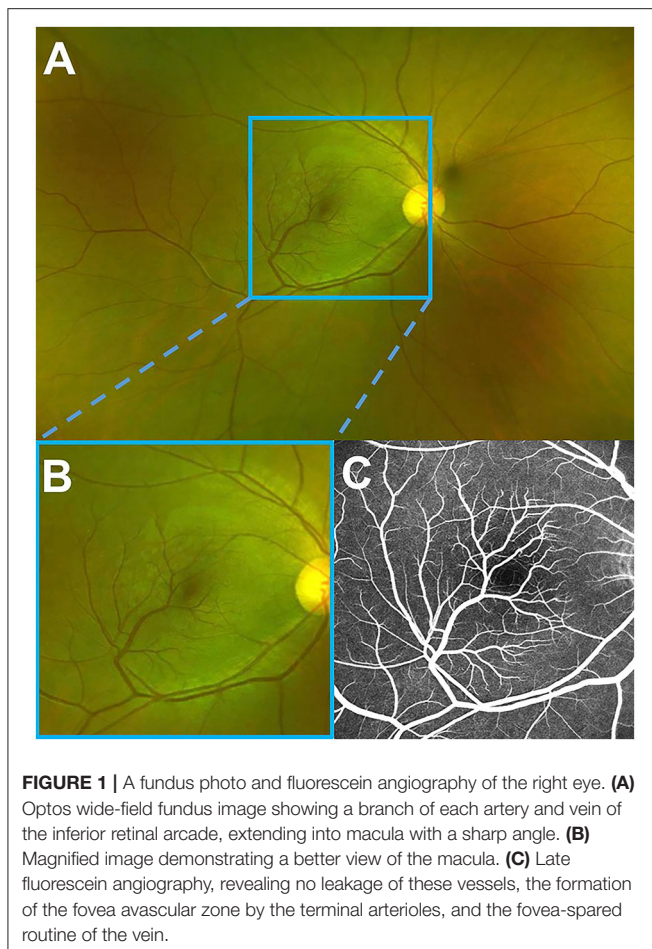 A
B
C
FIGURE 1 | A fundus photo and fluorescein angiography of the right eye. (A)
Optos wide-field fundus image showing a branch of each artery and vein of
the inferior retinal arcade, extending into macula with a sharp angle. (B)
Magnified image demonstrating a better view of the macula. (C) Late
fluorescein angiography, revealing no leakage of these vessels, the formation
of the fovea avascular zone by the terminal arterioles, and the fovea-spared
routine of the vein.